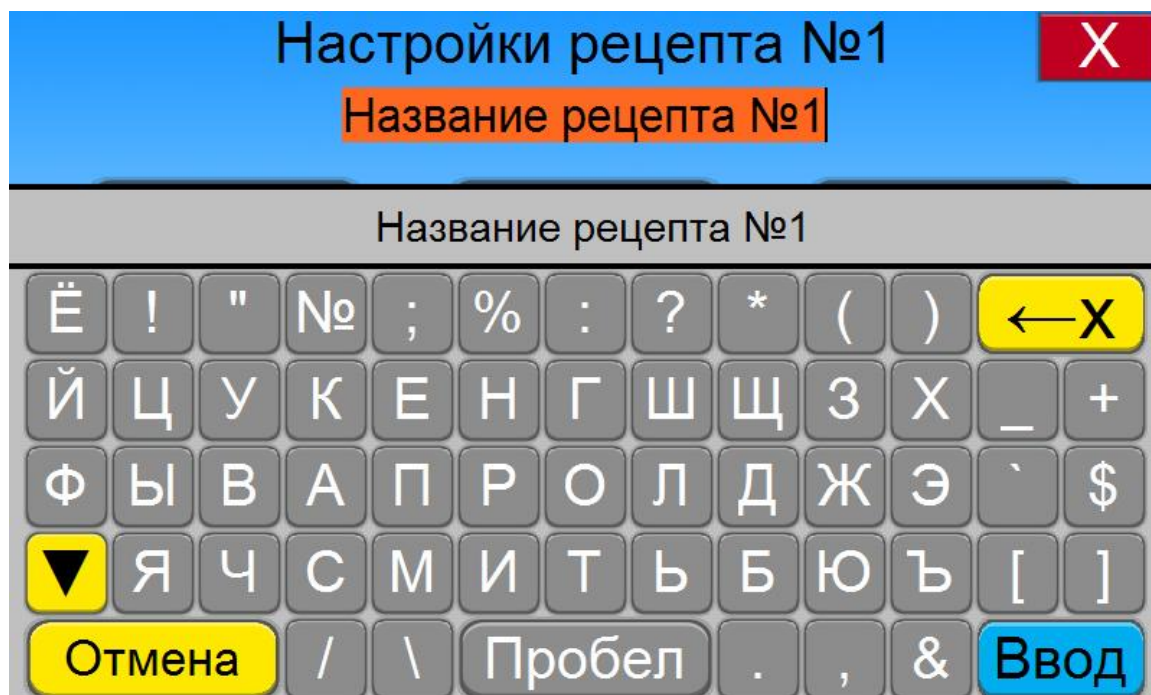 Настройки рецепта №1 X
Название рецепта №1
Название рецепта №1
Ё ! " № ; % : ? * ( ) ←x
Й Ц У К Е Н Г Ш Щ З Х _ +
Ф Ы В А П Р О Л Д Ж Э ` $
▼ Я Ч С М И Т Ь Б Ю Ъ [ ]
Отмена / \ Пробел . , & Ввод